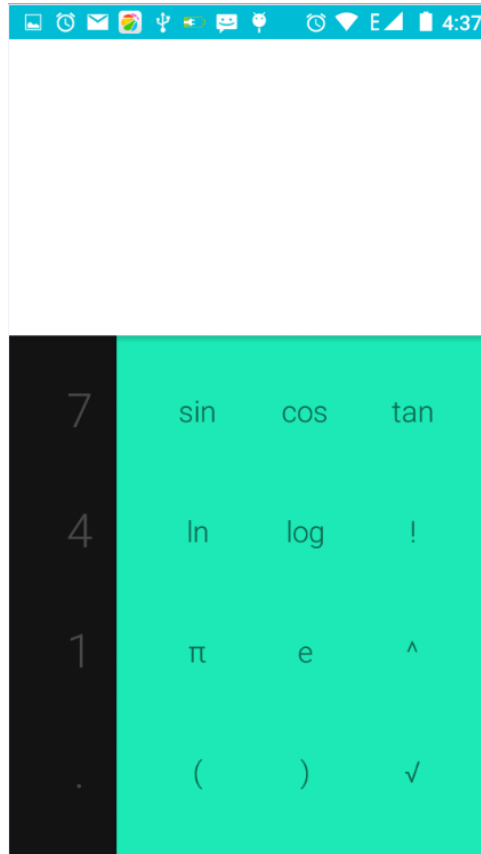 E 4:37
7 sin cos tan
4 ln log !
1 π e ^
. ( ) √